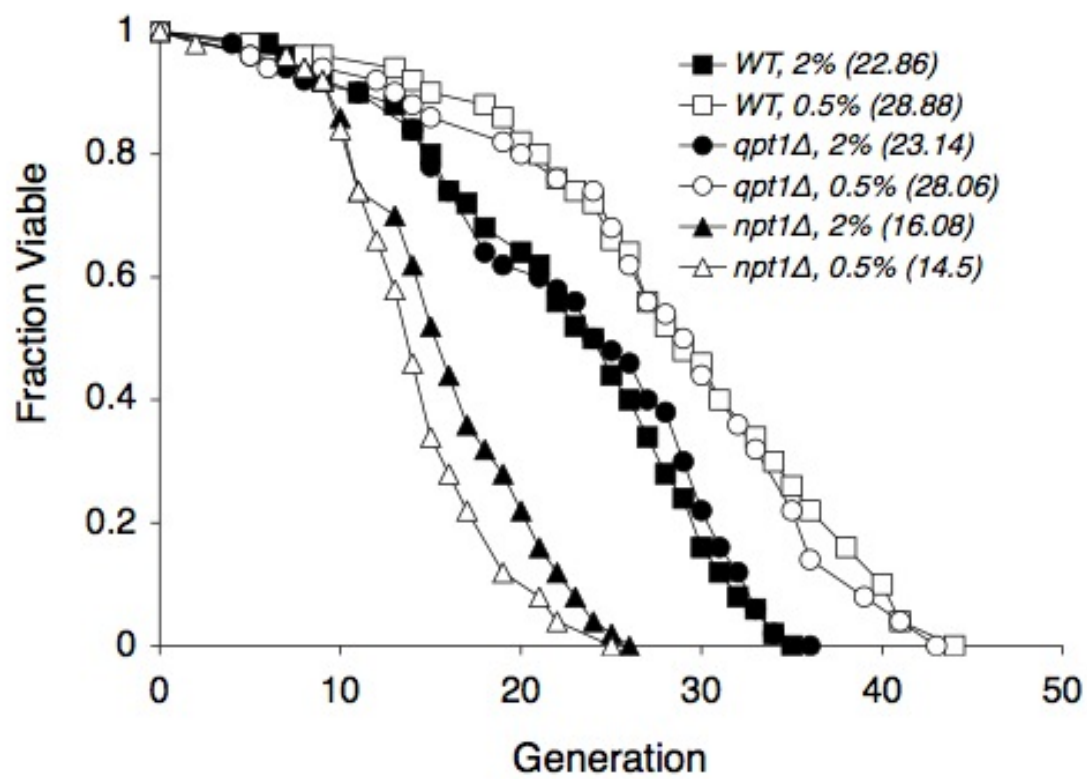 Fraction Viable
1
0.8
0.6
0.4
0.2
0
0 10 20 30 40 50
Generation
WT, 2% (22.86)
WT, 0.5% (28.88)
qpt1Δ, 2% (23.14)
qpt1Δ, 0.5% (28.06)
npt1Δ, 2% (16.08)
npt1Δ, 0.5% (14.5)